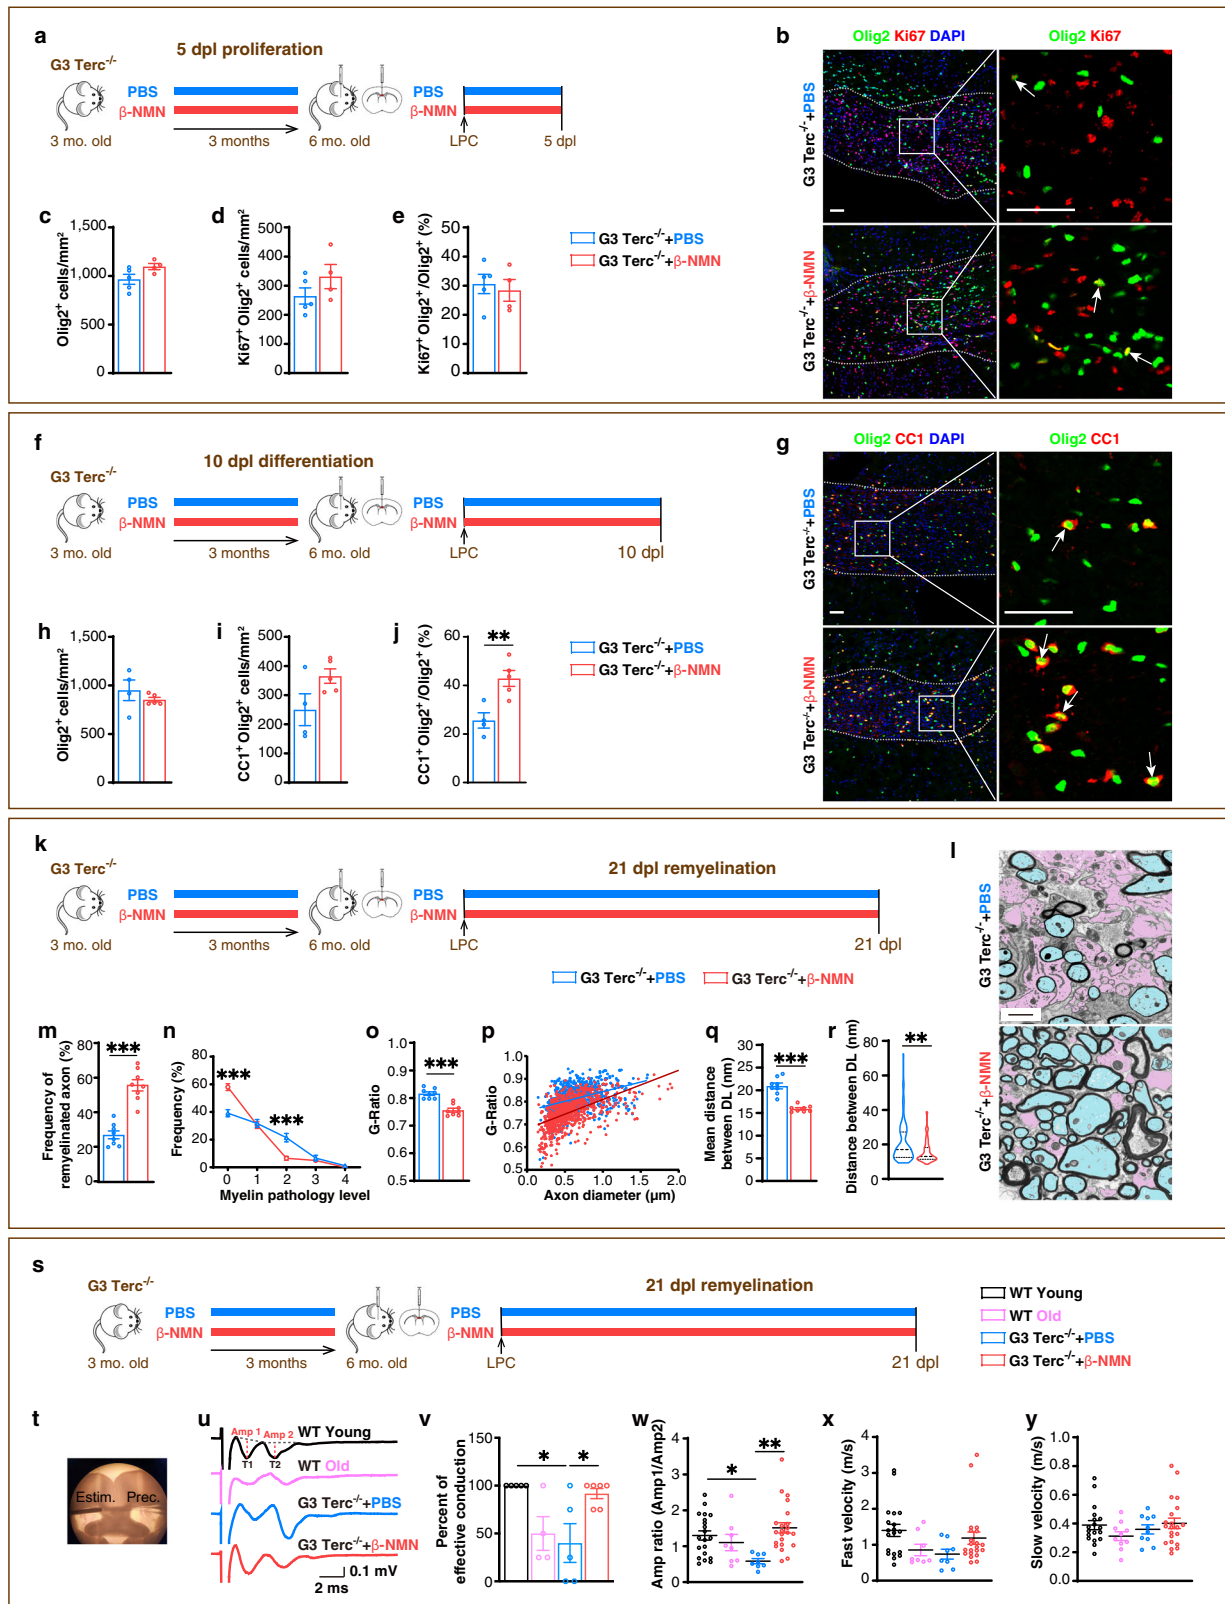 a
5 dpl proliferation
G3 Terc-/-
PBS
β-NMN
3 mo. old
3 months
6 mo. old
PBS
β-NMN
LPC
5 dpl
b
Olig2 Ki67 DAPI
Olig2 Ki67
G3 Terc-/-+PBS
G3 Terc-/-+β-NMN
c
Olig2+ cells/mm2
1,500
1,000
500
0
d
Ki67+ Olig2+ cells/mm2
500
400
300
200
100
0
e
Ki67+ Olig2+/Olig2+ (%)
50
40
30
20
10
0
G3 Terc-/-+PBS
G3 Terc-/-+β-NMN
f
10 dpl differentiation
G3 Terc-/-
PBS
β-NMN
3 mo. old
3 months
6 mo. old
PBS
β-NMN
LPC
10 dpl
g
Olig2 CC1 DAPI
Olig2 CC1
G3 Terc-/-+PBS
G3 Terc-/-+β-NMN
h
Olig2+ cells/mm2
1,500
1,000
500
0
i
CC1+ Olig2+ cells/mm2
500
400
300
200
100
0
j
CC1+ Olig2+/Olig2+ (%)
60
40
20
0
**
G3 Terc-/-+PBS
G3 Terc-/-+β-NMN
k
21 dpl remyelination
G3 Terc-/-
PBS
β-NMN
3 mo. old
3 months
6 mo. old
PBS
β-NMN
LPC
21 dpl
G3 Terc-/-+PBS
G3 Terc-/-+β-NMN
l
G3 Terc-/-+PBS
G3 Terc-/-+β-NMN
m
Frequency of
remyelinated axon (%)
80
60
40
20
0
***
n
Frequency (%)
80
60
40
20
0
***
***
0 1 2 3 4
Myelin pathology level
o
G-Ratio
1.0
0.9
0.8
0.7
0.6
0.5
***
p
G-Ratio
1.0
0.9
0.8
0.7
0.6
0.5
0.0 0.5 1.0 1.5 2.0
Axon diameter (μm)
q
Mean distance
between DL (nm)
30
25
20
15
10
5
0
***
r
Distance between DL (nm)
80
60
40
20
0
**
s
21 dpl remyelination
G3 Terc-/-
PBS
β-NMN
3 mo. old
3 months
6 mo. old
PBS
β-NMN
LPC
21 dpl
WT Young
WT Old
G3 Terc-/-+PBS
G3 Terc-/-+β-NMN
t
Estim.
Prec.
u
Amp 1 Amp 2
T1 T2
WT Young
WT Old
G3 Terc-/-+PBS
G3 Terc-/-+β-NMN
0.1 mV
2 ms
v
Percent of
effective conduction
150
100
50
0
*
*
w
Amp ratio (Amp1/Amp2)
4
3
2
1
0
*
**
x
Fast velocity (m/s)
4
3
2
1
0
y
Slow velocity (m/s)
1.0
0.8
0.6
0.4
0.2
0.0